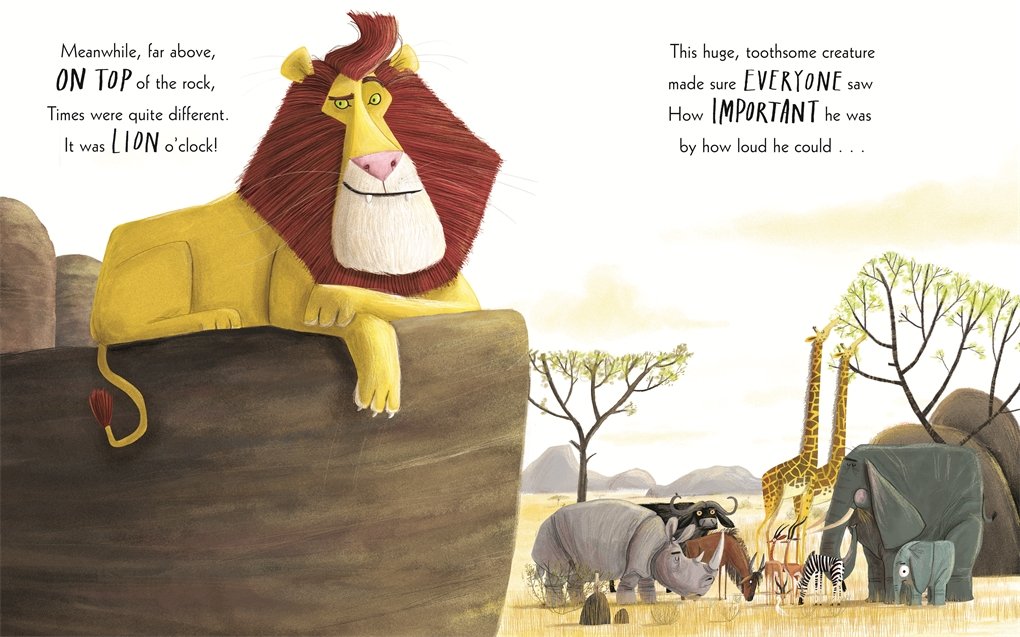 Meanwhile, far above,
ON TOP of the rock,
Times were quite different.
It was LION o'clock!
This huge, toothsome creature
made sure EVERYONE saw
How IMPORTANT he was
by how loud he could . . .